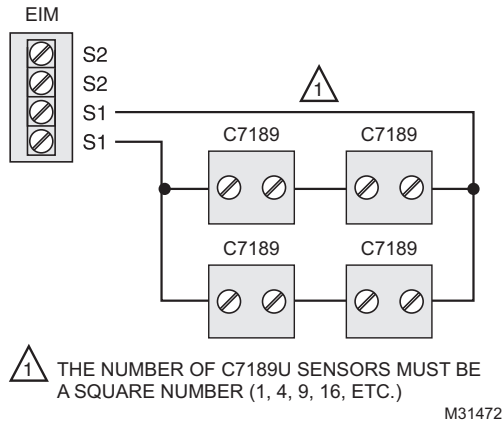 EIM
S2
S2
S1
S1
1
C7189
C7189
C7189
C7189
1 THE NUMBER OF C7189U SENSORS MUST BE
A SQUARE NUMBER (1, 4, 9, 16, ETC.)
M31472